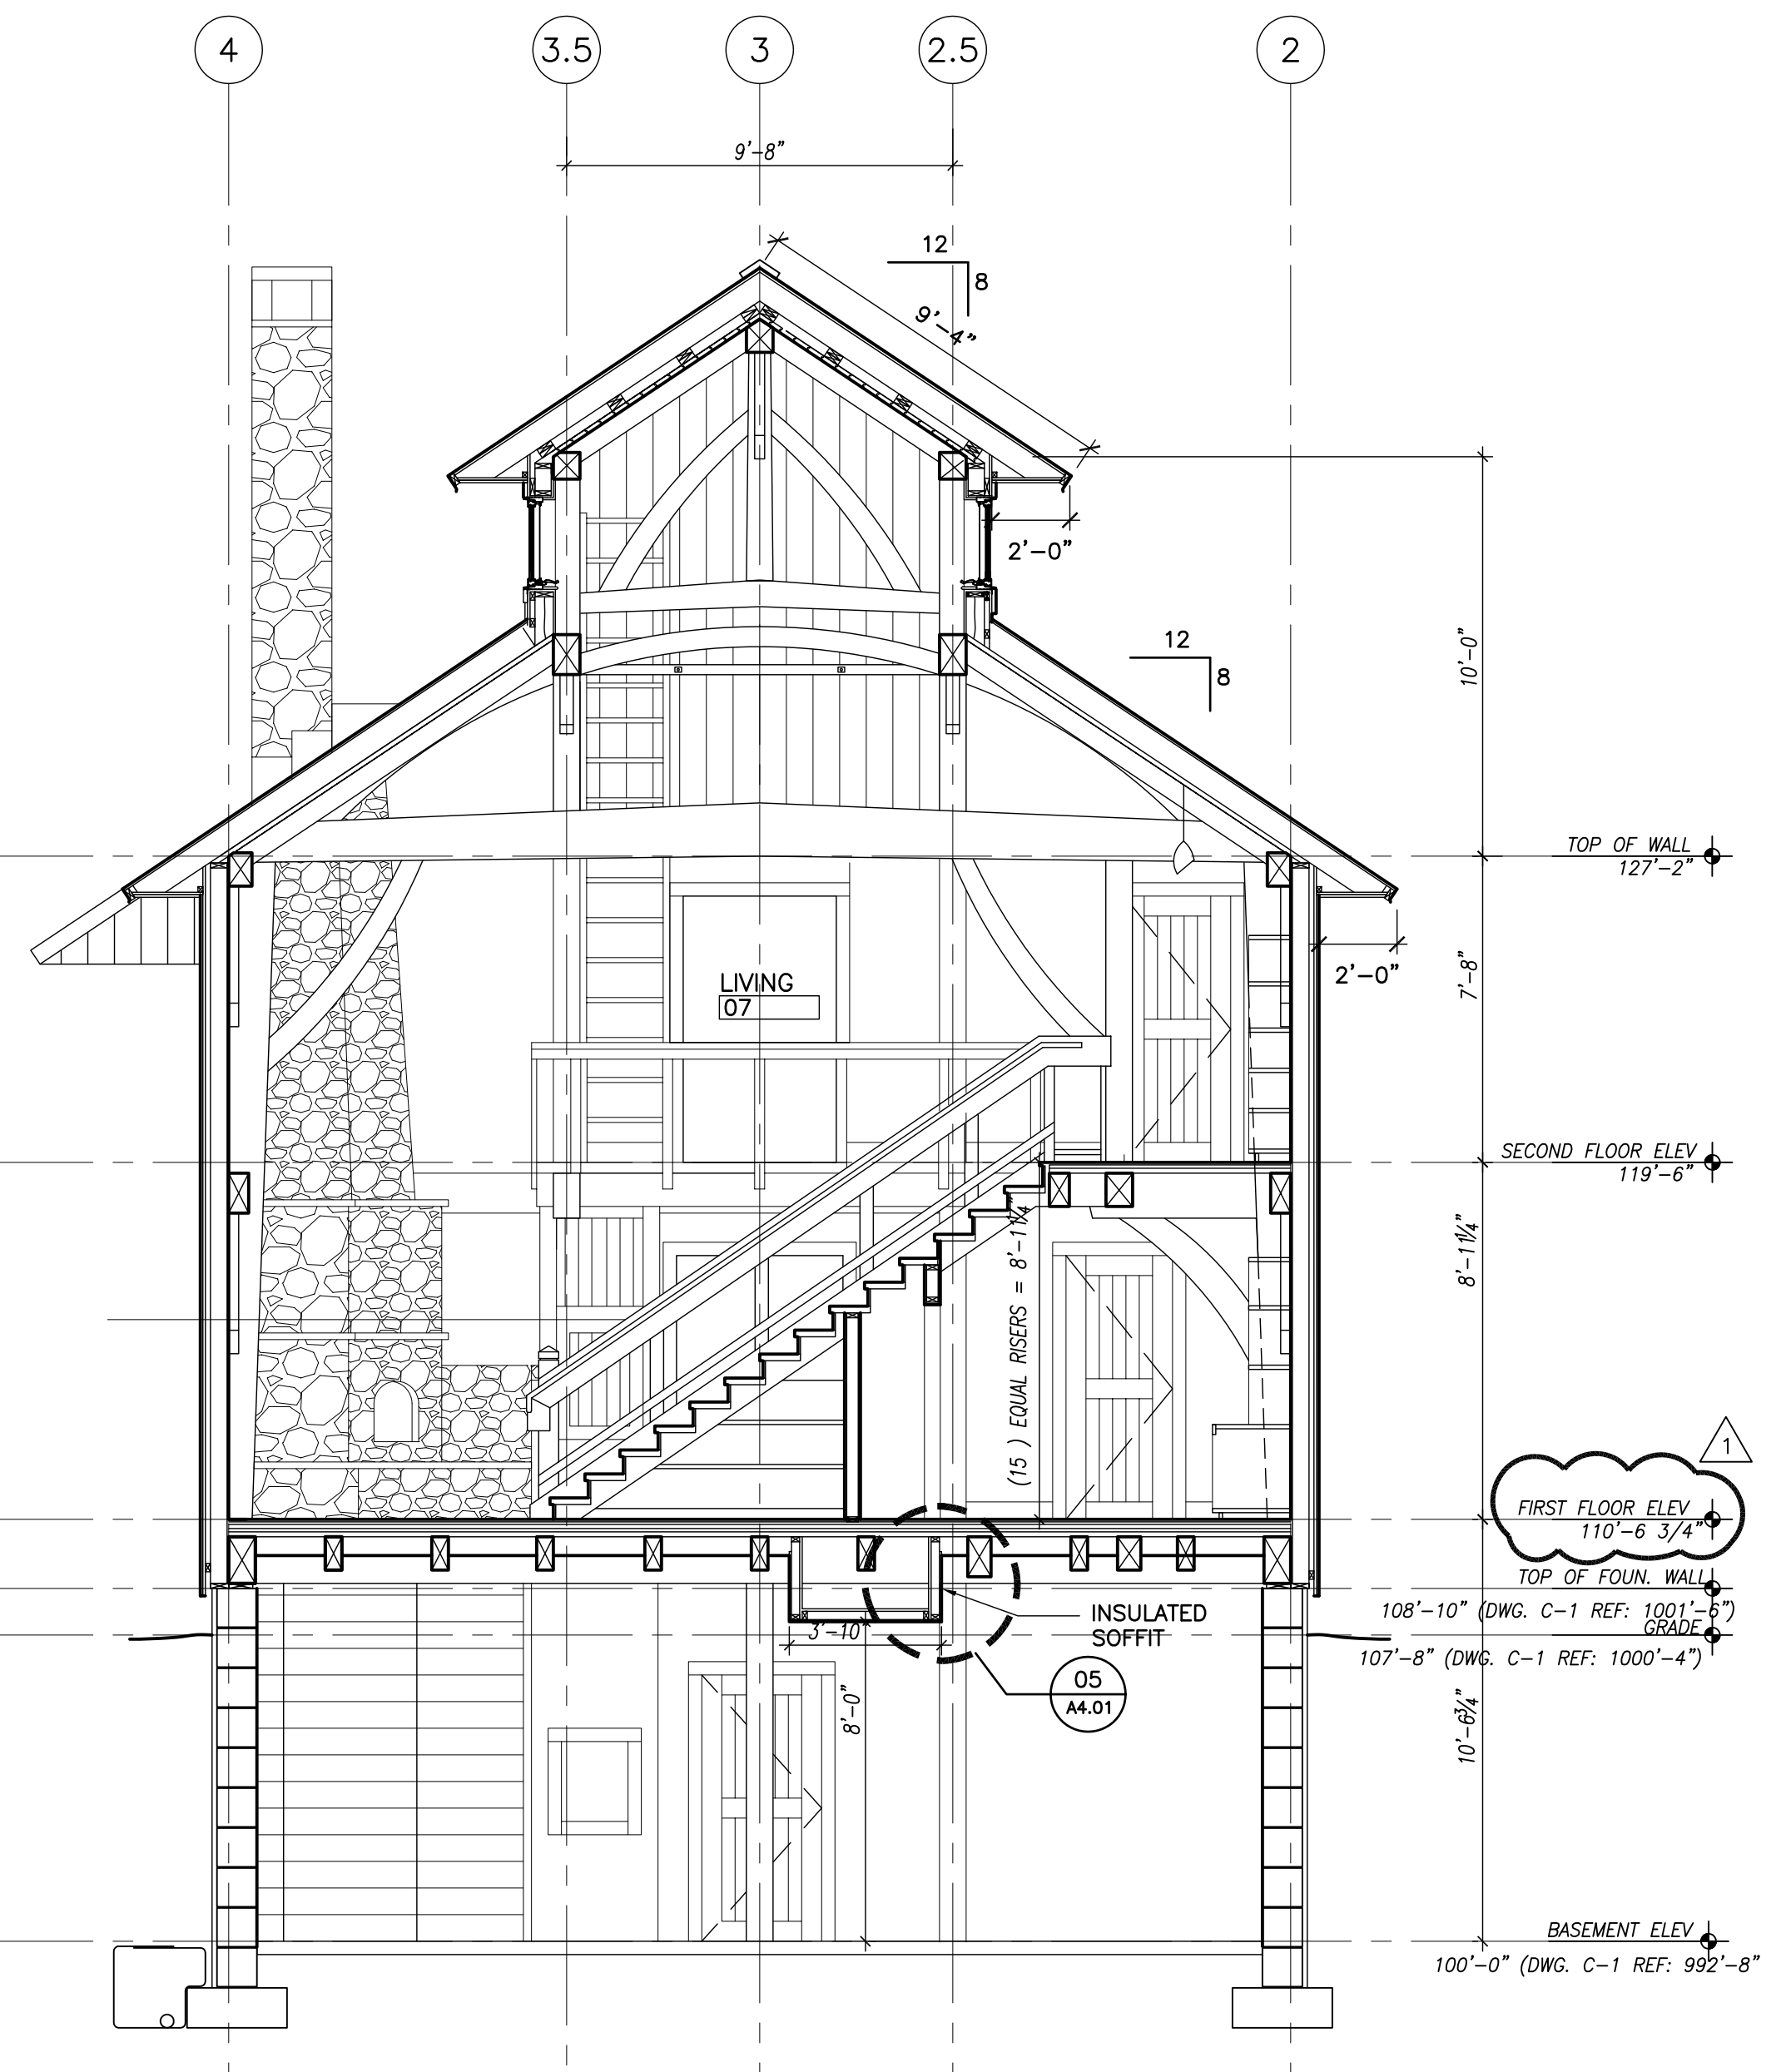 4 3.5 3 2.5 2
9'-8"
12
8
9'-4"
2'-0"
12
8
10'-0"
TOP OF WALL
127'-2"
2'-0"
7'-8"
LIVING
07
SECOND FLOOR ELEV
119'-6"
8'-11 1/4"
(15 ) EQUAL RISERS = 8'-11 1/4"
1
FIRST FLOOR ELEV
110'-6 3/4"
TOP OF FOUN. WALL
108'-10" (DWG. C-1 REF: 1001'-6")
GRADE
107'-8" (DWG. C-1 REF: 1000'-4")
INSULATED
SOFFIT
3'-10"
05
A4.01
8'-0"
10'-6 3/4"
BASEMENT ELEV
100'-0" (DWG. C-1 REF: 992'-8"